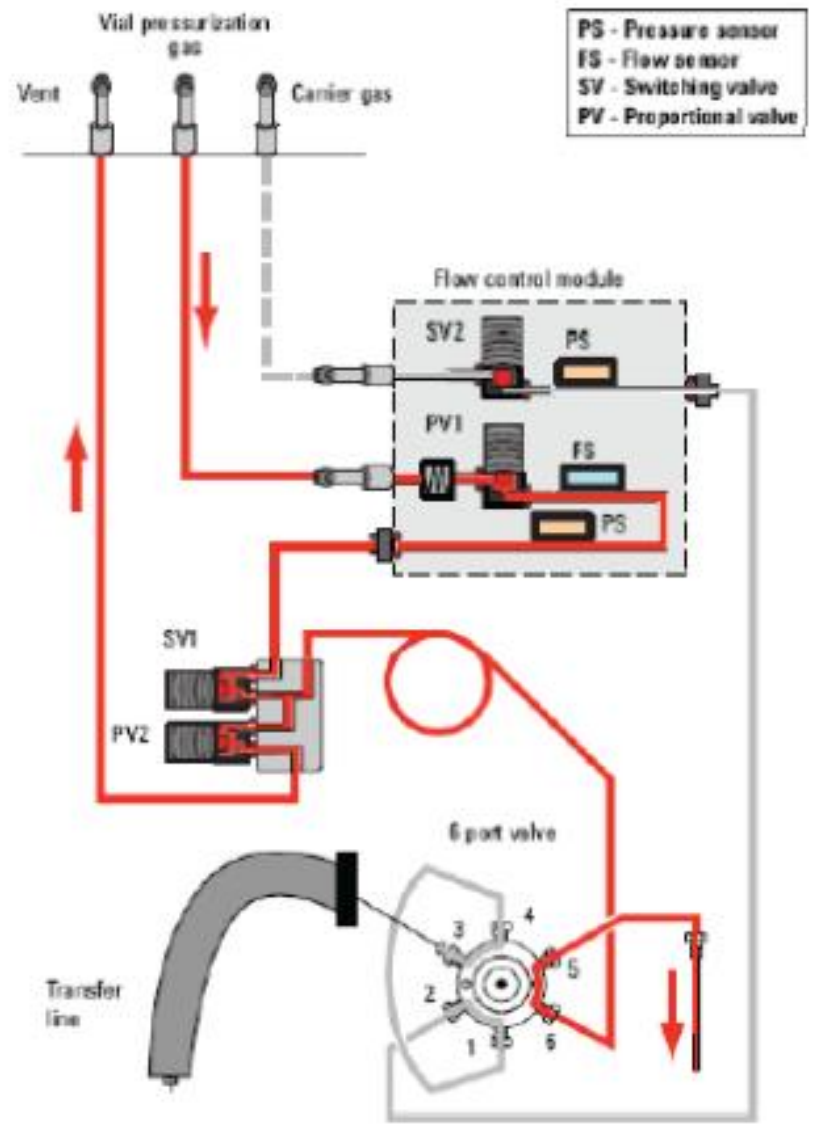 Vial pressurization
gas
Vent
Carrier gas
PS - Pressure sensor
FS - Flow sensor
SV - Switching valve
PV - Proportional valve
Flow control module
SV2
PS
PV1
FS
PS
SV1
PV2
6 port valve
3
4
5
2
1
6
Transfer
line